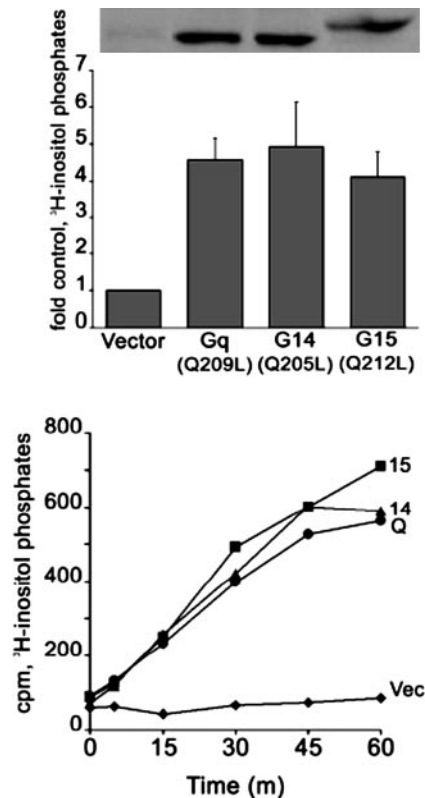 fold control, ³H-inositol phosphates
7
6
5
4
3
2
1
0
Vector Gq G14 G15
(Q209L) (Q205L) (Q212L)
cpm, ³H-inositol phosphates
800
600
400
200
0
15
14
Q
Vec
0 15 30 45 60
Time (m)